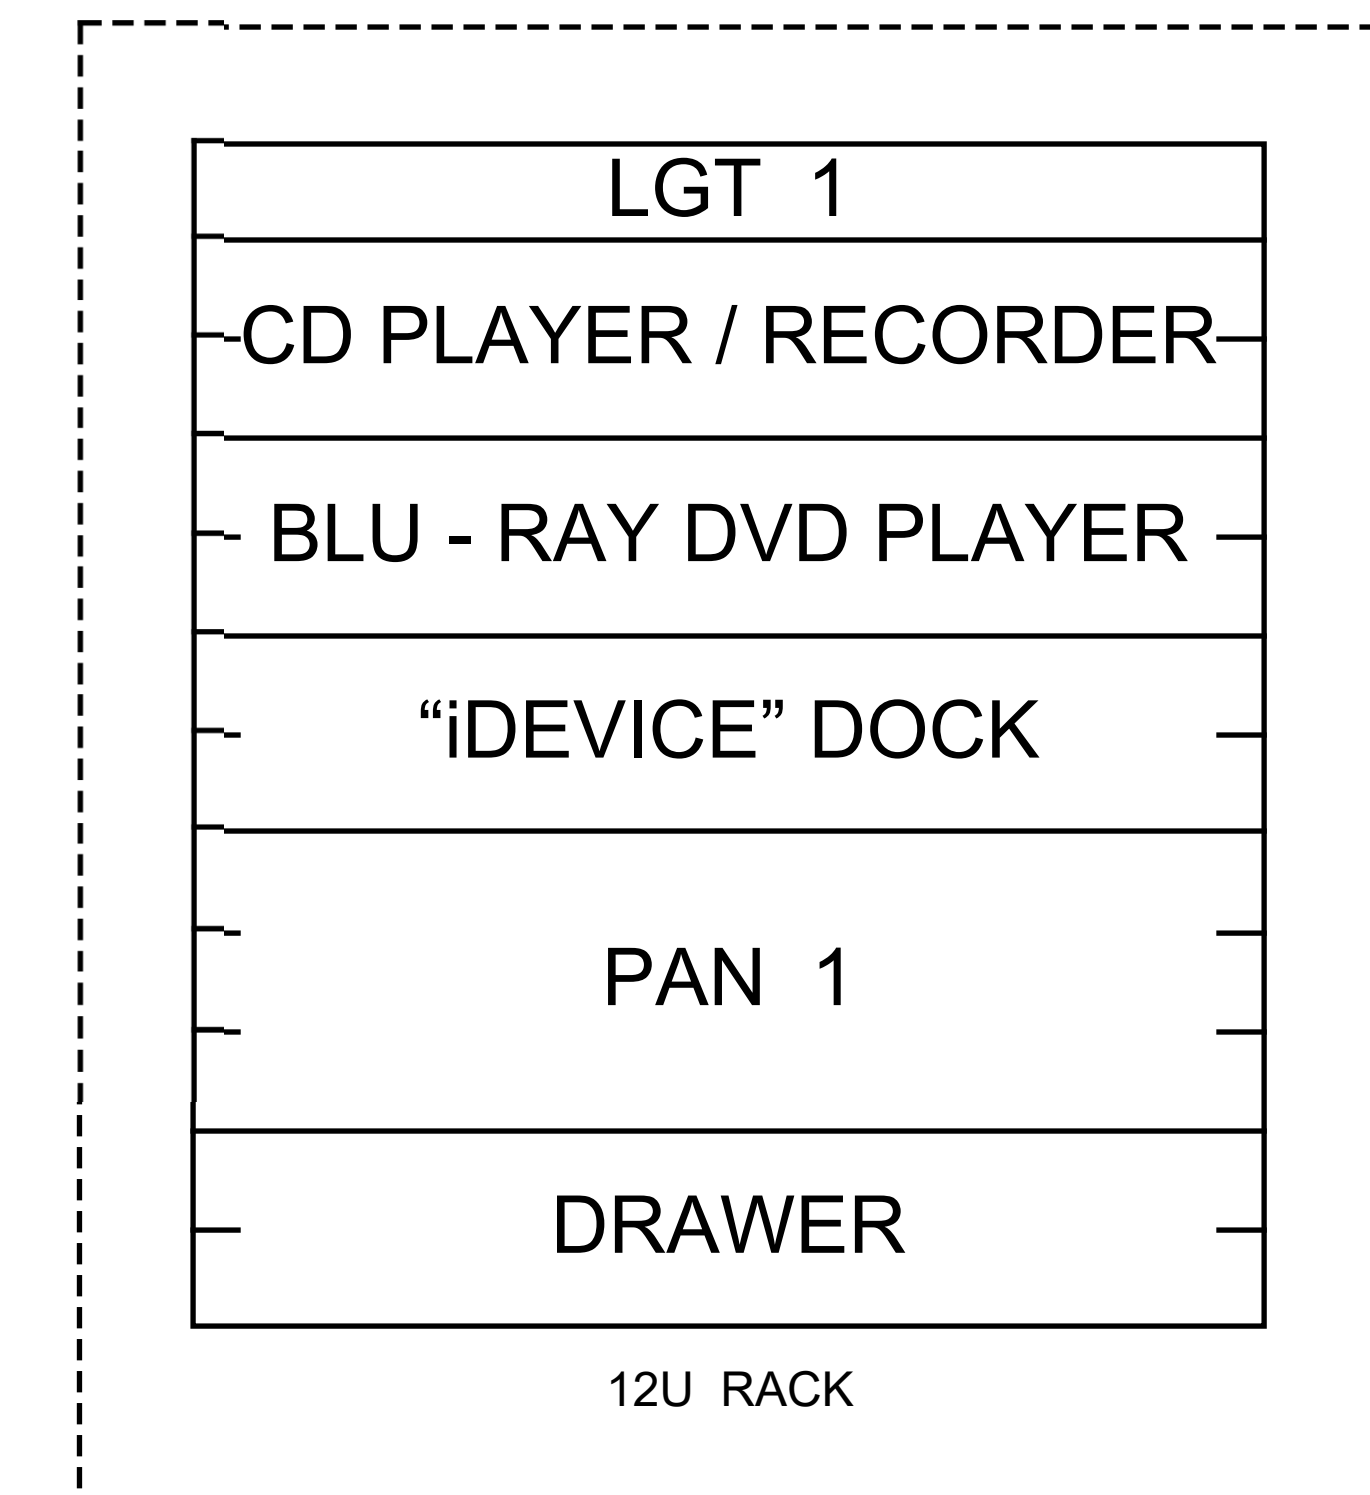 LGT 1
CD PLAYER / RECORDER
BLU - RAY DVD PLAYER
“iDEVICE” DOCK
PAN 1
DRAWER
12U RACK